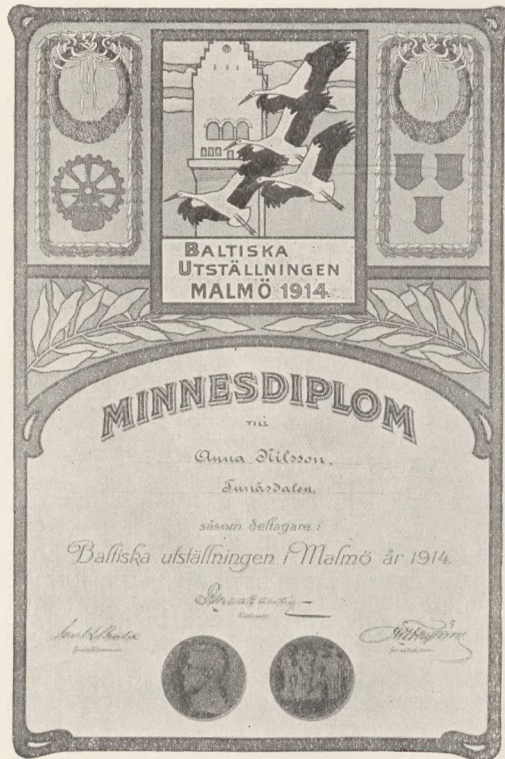 BALTISKA
UTSTÄLLNINGEN
MALMÖ 1914.
MINNESDIPLOM
TILL
Anna Nilsson,
Funäsdalen,
såsom deltagare i
Baltiska utställningen i Malmö år 1914.